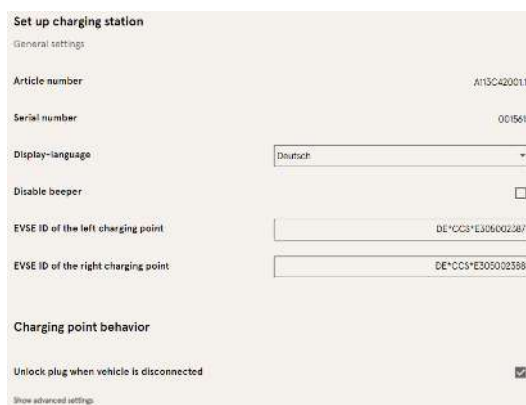 Set up charging station
General settings
Article number A113C42001.1
Serial number 001561
Display-language Deutsch
Disable beeper
EVSE ID of the left charging point DE*CCS*E305002387
EVSE ID of the right charging point DE*CCS*E305002388
Charging point behavior
Unlock plug when vehicle is disconnected
Show advanced settings